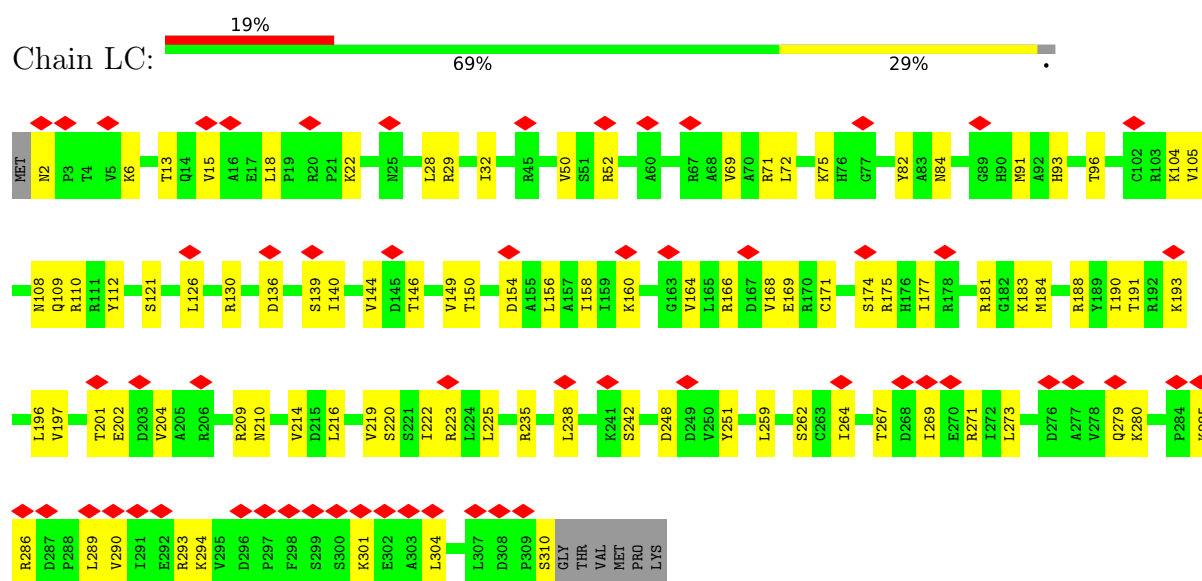 19%
Chain LC:
69% 29% •
MET N2 P3 T4 V5 K6 T13 Q14 V15 A16 E17 L18 P19 R20 P21 K22 N25 L28 R29 I32 R45 V50 S51 R52 A60 R67 A68 V69 A70 R71 L72 K75 H76 G77 Y82 A83 N84 G89 H90 M91 A92 H93 T96 C102 R103 K104 V105
N108 Q109 R110 R111 Y112 S121 L126 R130 D136 S139 I140 V144 D145 T146 V149 T150 D154 A155 L156 A157 I158 I159 K160 G163 V164 L165 R166 D167 V168 E169 R170 C171 S174 R175 H176 I177 R178 R181 G182 K183 M184 R188 Y189 I190 T191 R192 K193
L196 V197 T201 E202 D203 V204 A205 R206 R209 N210 V214 D215 L216 V219 S220 S221 I222 R223 L224 L225 R235 L238 K241 S242 D248 D249 V250 Y251 L259 S262 C263 I264 T267 D268 I269 E270 R271 I272 L273 D276 A277 V278 Q279 K280 P284
R286 D287 P288 L289 V290 I291 E292 R293 K294 V295 D296 P297 F298 S299 S300 K301 E302 A303 L304 L307 D308 P309 S310 GLY THR VAL MET PRO LYS